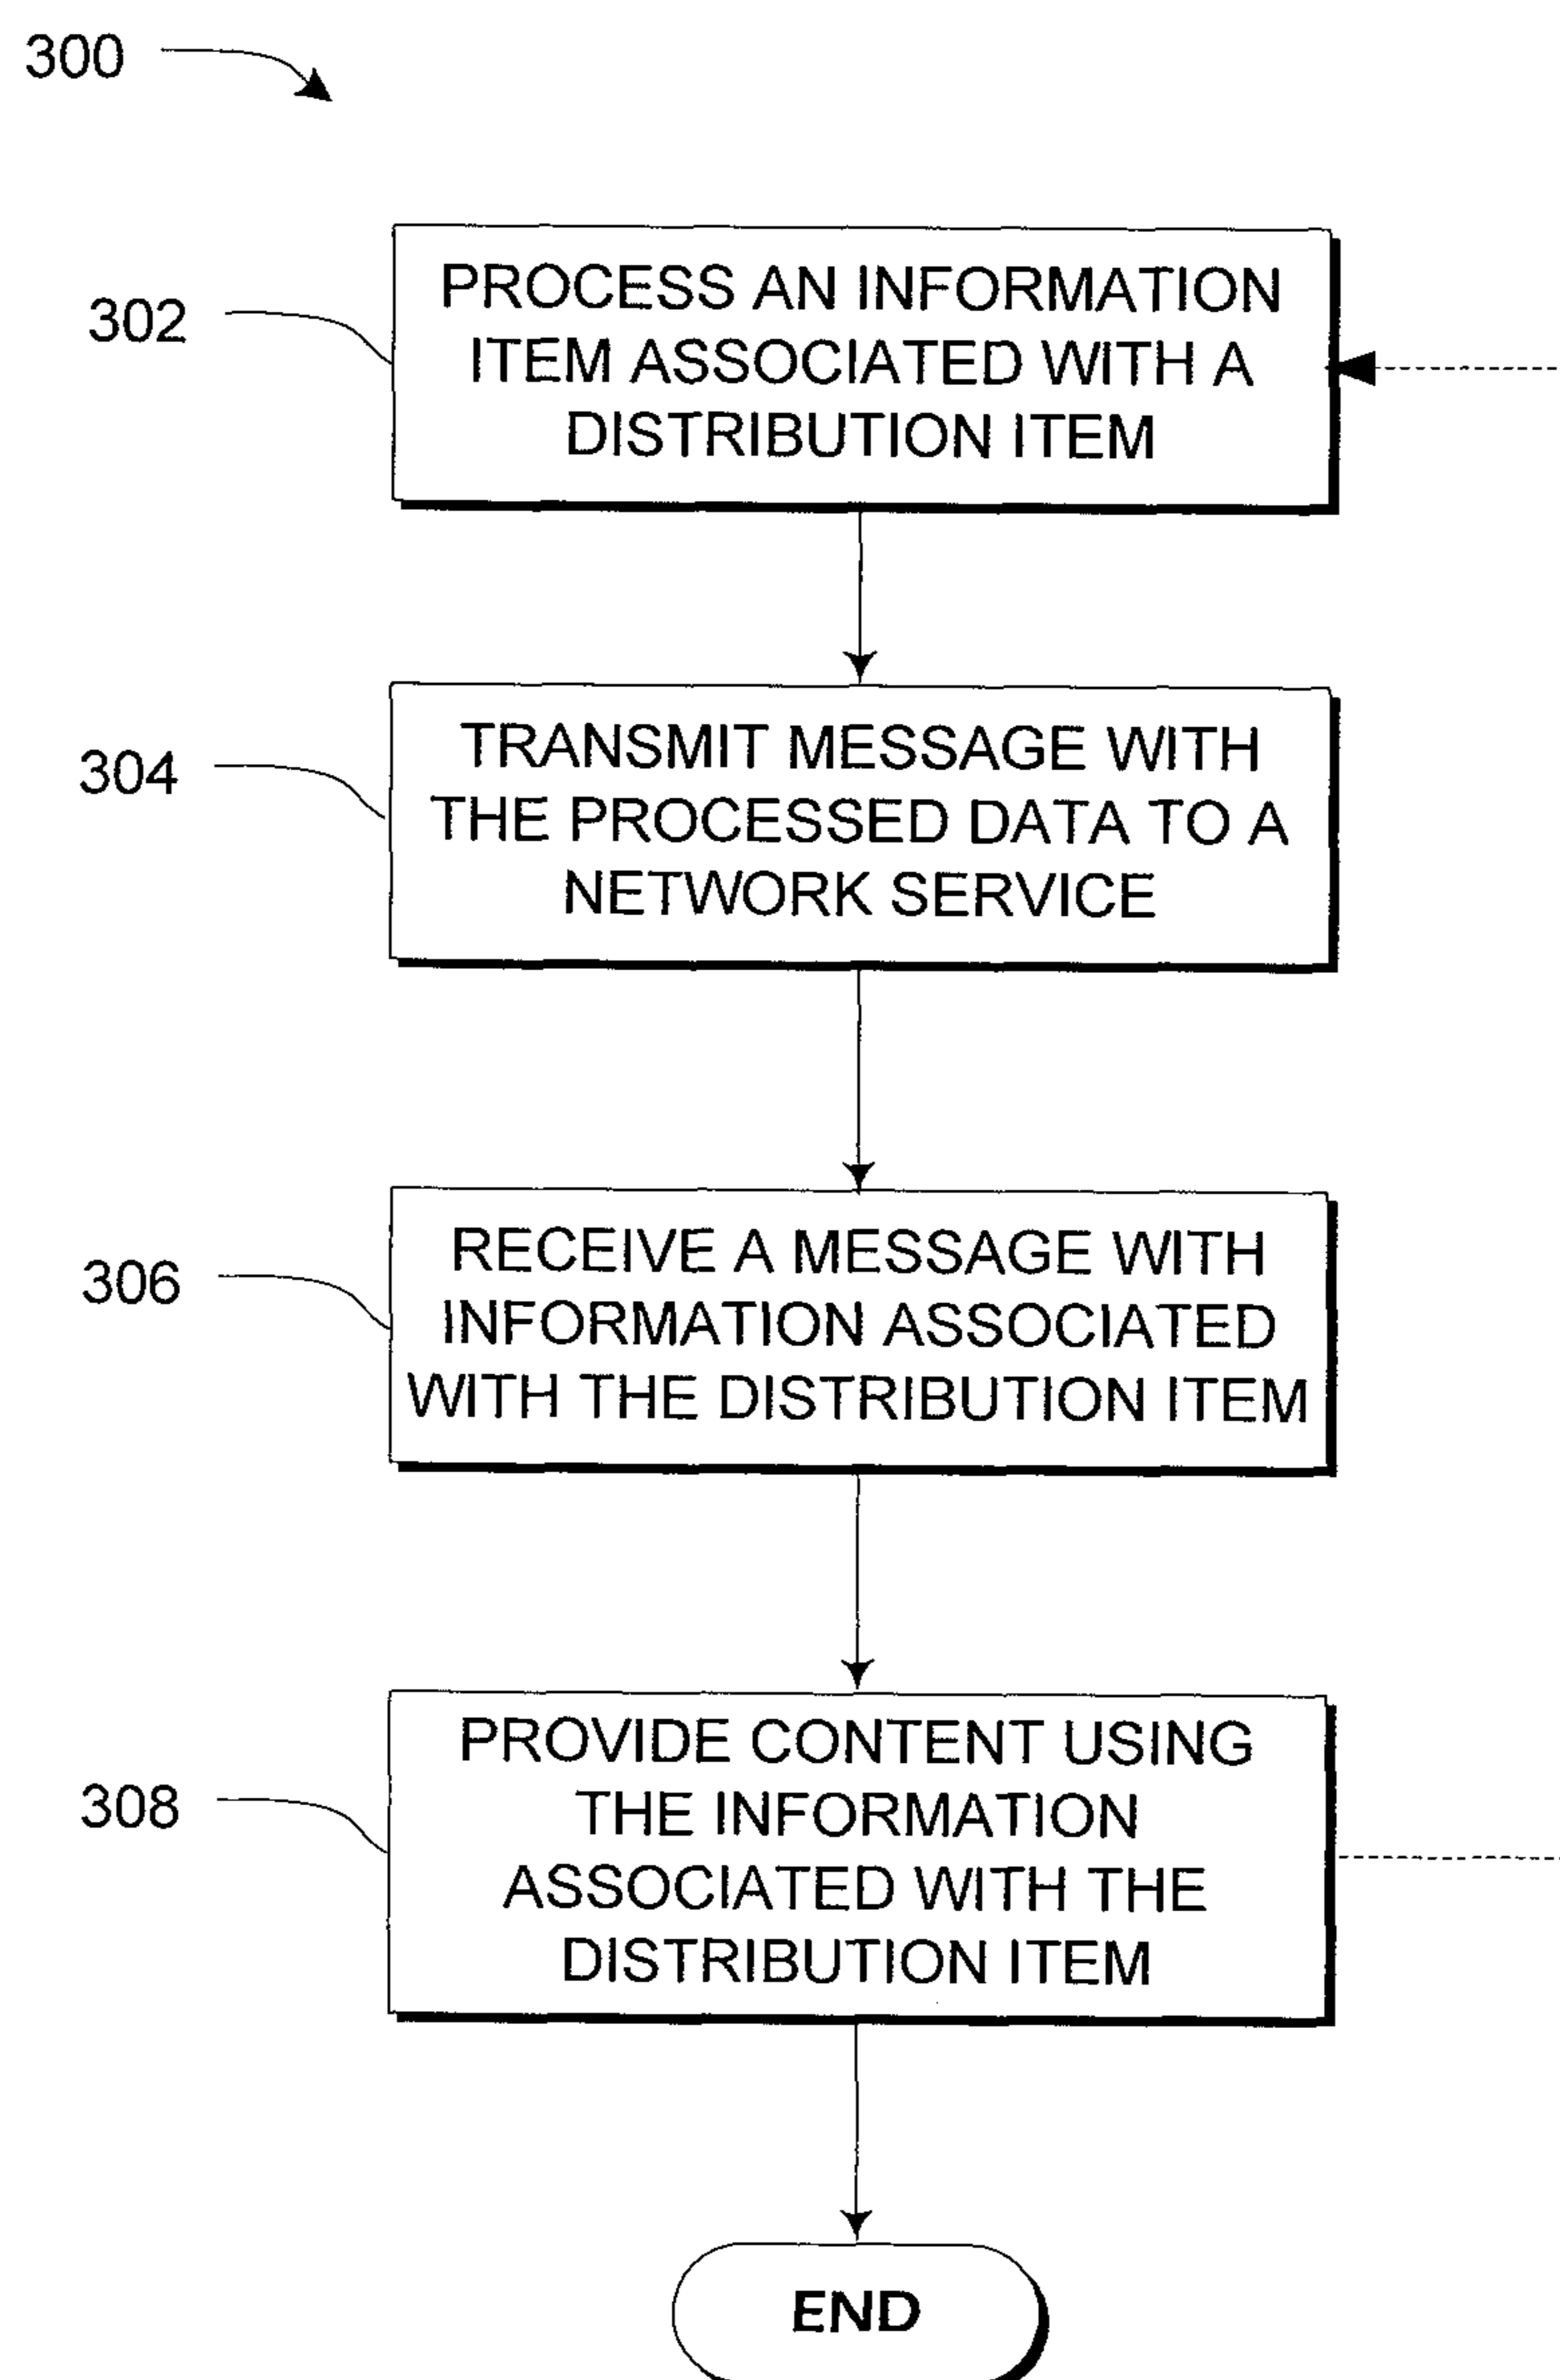 300
302
PROCESS AN INFORMATION
ITEM ASSOCIATED WITH A
DISTRIBUTION ITEM
304
TRANSMIT MESSAGE WITH
THE PROCESSED DATA TO A
NETWORK SERVICE
306
RECEIVE A MESSAGE WITH
INFORMATION ASSOCIATED
WITH THE DISTRIBUTION ITEM
308
PROVIDE CONTENT USING
THE INFORMATION
ASSOCIATED WITH THE
DISTRIBUTION ITEM
END